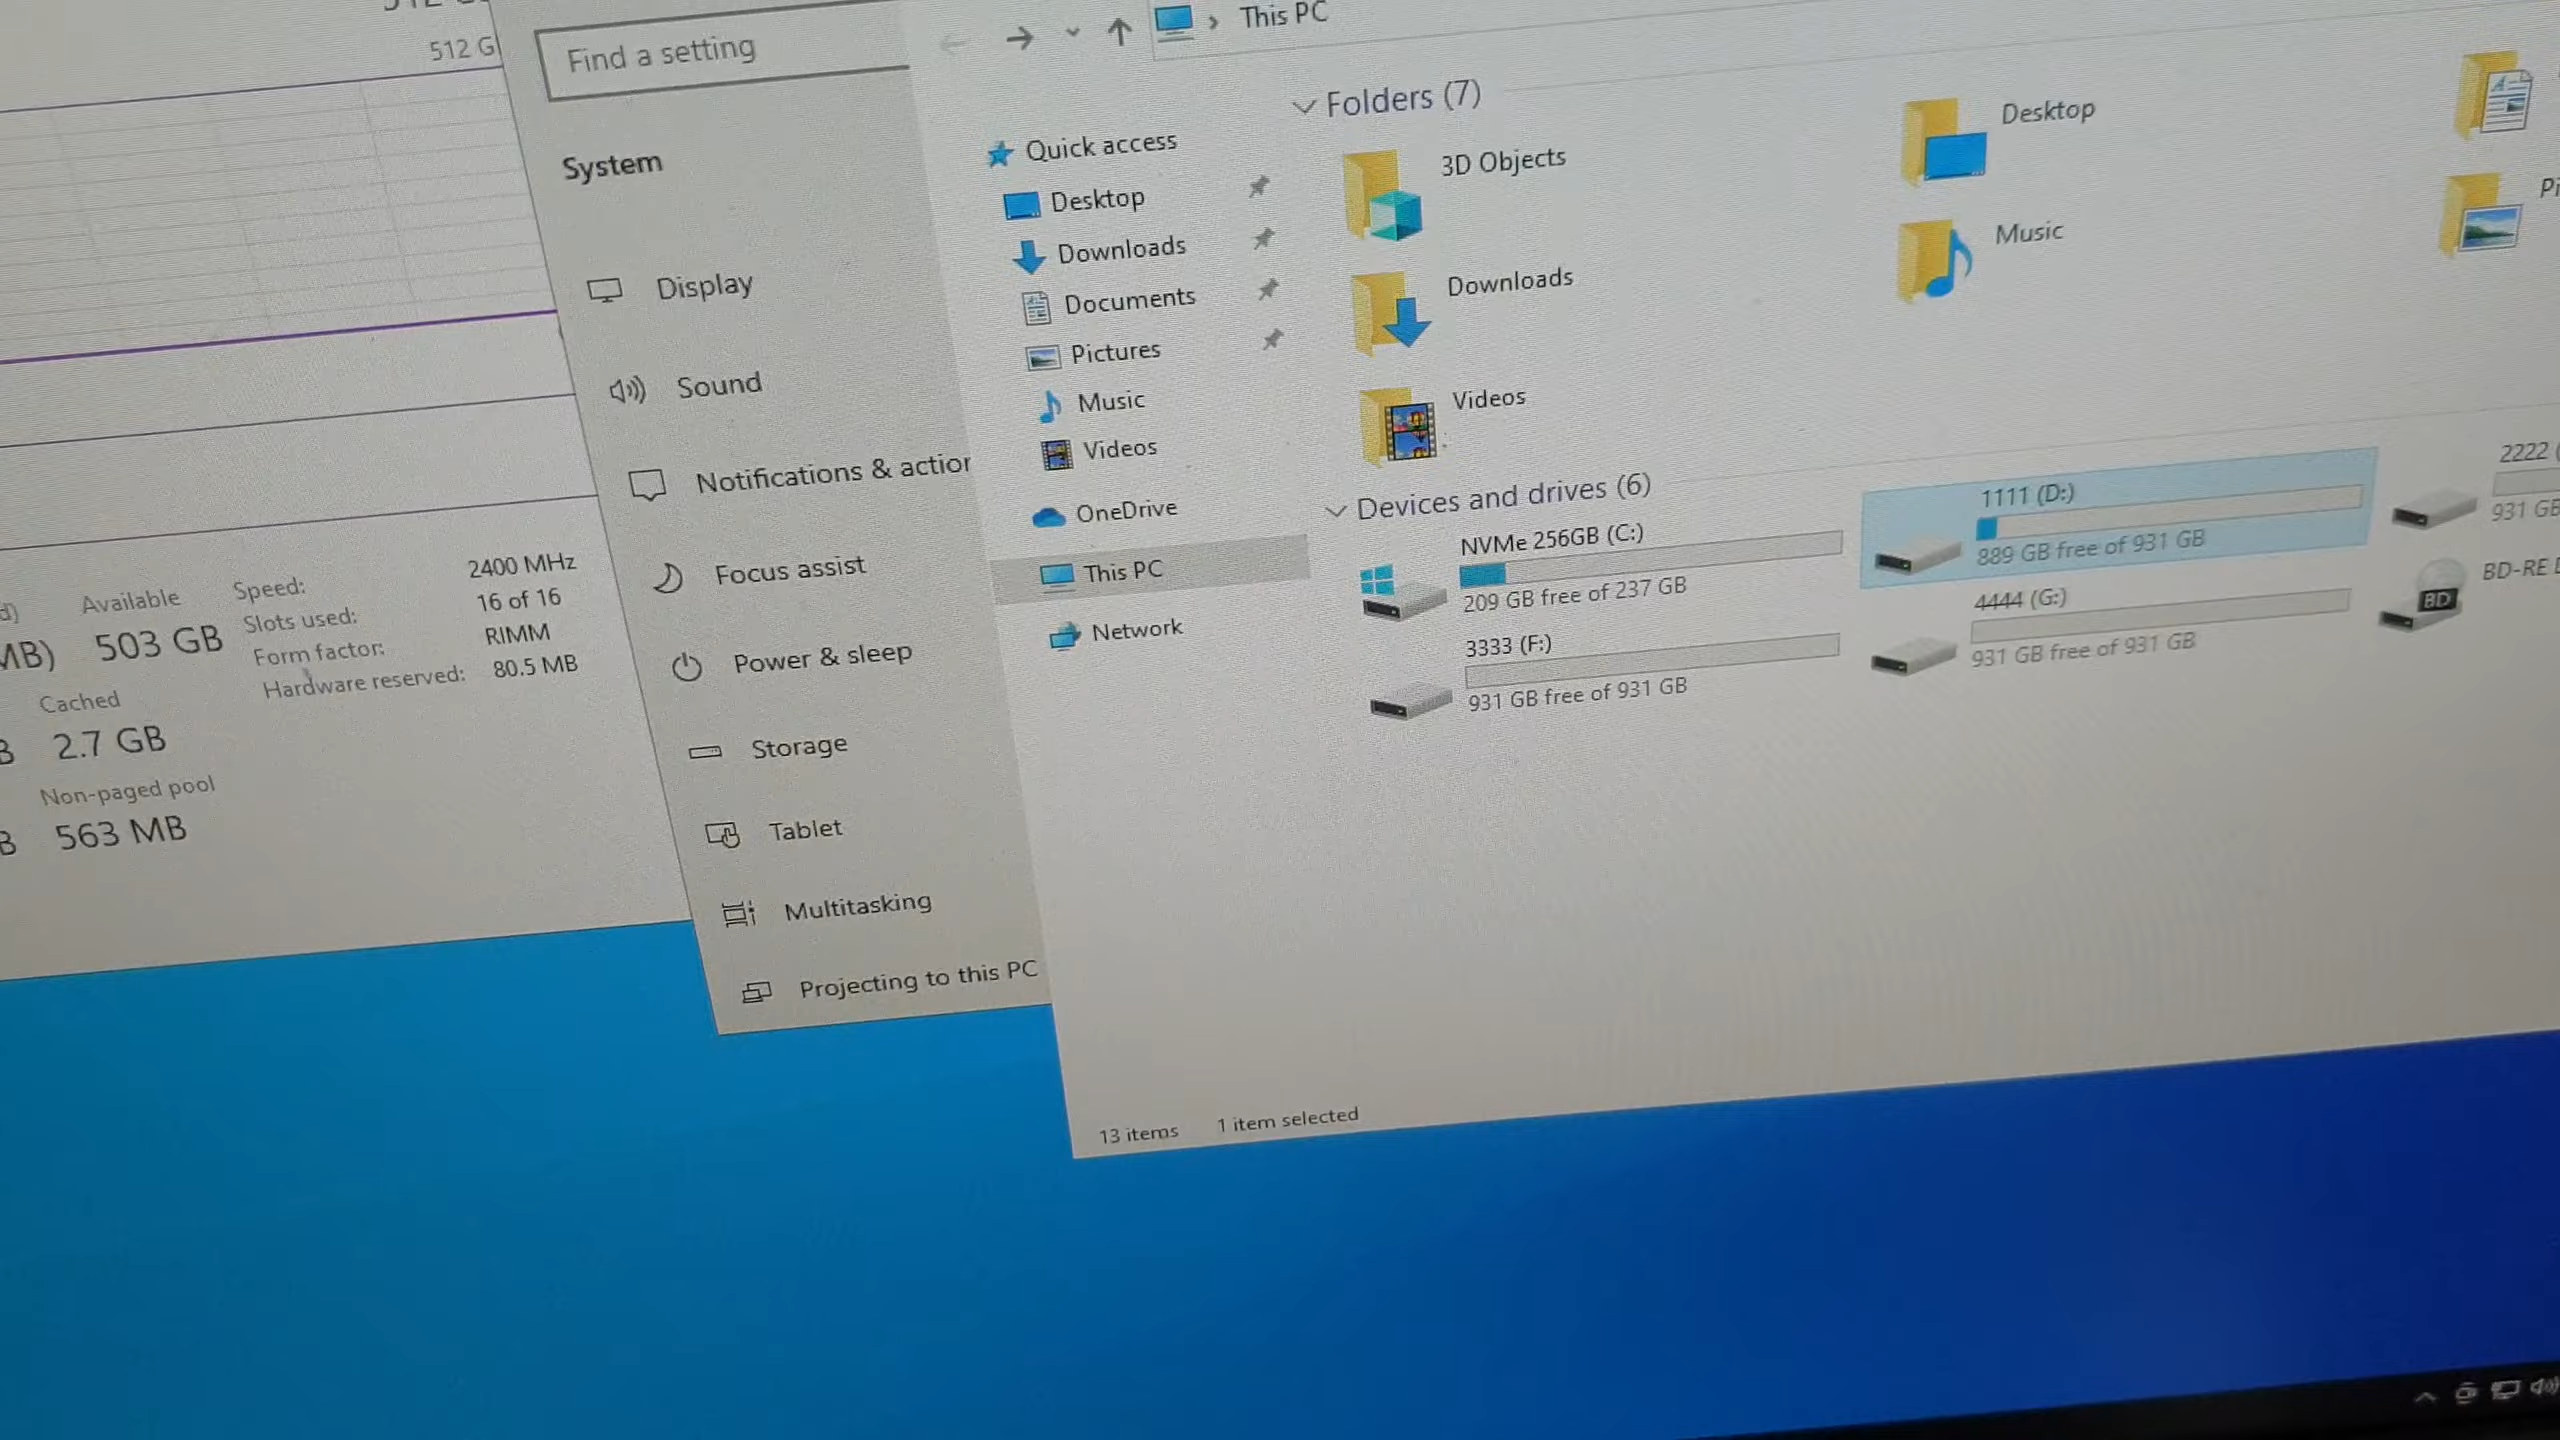 512 G
Available
503 GB
MB)
Cached
2.7 GB
Non-paged pool
563 MB
Speed: 2400 MHz
Slots used: 16 of 16
Form factor: RIMM
Hardware reserved: 80.5 MB
Find a setting
System
Display
Sound
Notifications & action
Focus assist
Power & sleep
Storage
Tablet
Multitasking
Projecting to this PC
This PC
Quick access
Desktop
Downloads
Documents
Pictures
Music
Videos
OneDrive
This PC
Network
Folders (7)
3D Objects
Desktop
Downloads
Music
Pi
Videos
Devices and drives (6)
NVMe 256GB (C:)
209 GB free of 237 GB
1111 (D:)
889 GB free of 931 GB
2222 (
931 GB
3333 (F:)
931 GB free of 931 GB
4444 (G:)
931 GB free of 931 GB
BD-RE D
BD
13 items 1 item selected